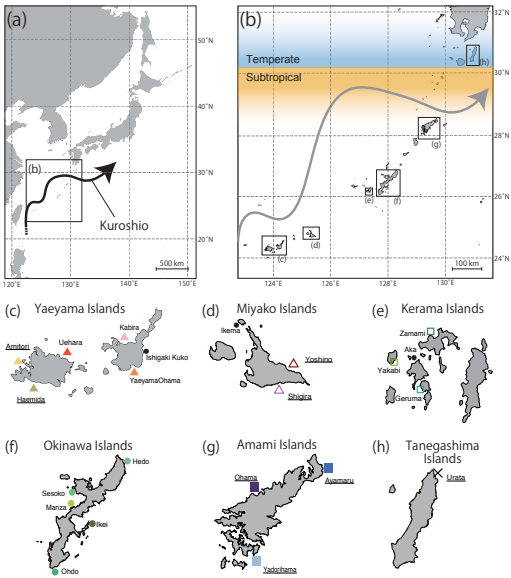 (a)
50°N
40°N
30°N
20°N
(b)
Kuroshio
500 km
120°E
130°E
140°E
150°E
(b)
32°N
Temperate
(h)
30°N
Subtropical
28°N
(g)
(e)
(f)
26°N
(d)
(c)
24°N
100 km
124°E
126°E
128°E
130°E
(c) Yaeyama Islands
Kabira
Uehara
Amitori
Ishigaki Kuko
YaeyamaOhama
Haemida
(d) Miyako Islands
Ikema
Yoshino
Shigira
(e) Kerama Islands
Zamami
Aka
Yakabi
Geruma
(f) Okinawa Islands
Hedo
Sesoko
Manza
Ikei
Ohdo
(g) Amami Islands
Ohama
Ayamaru
Yadorihama
(h) Tanegashima
Islands
Urata